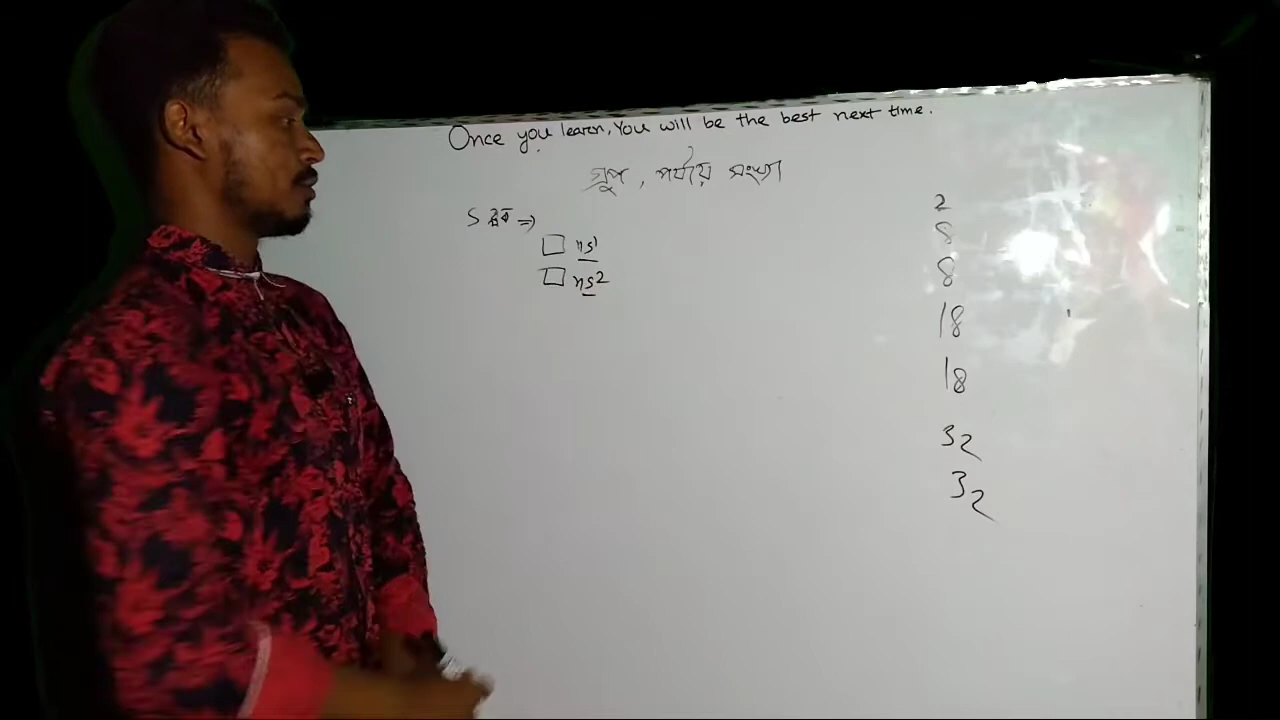 Once you learn, You will be the best next time.
গ্রুপ, পর্যায় সংখ্যা
S ব্লক ⇒
□ ns¹
□ ns2
2
8
8
18
18
32
32